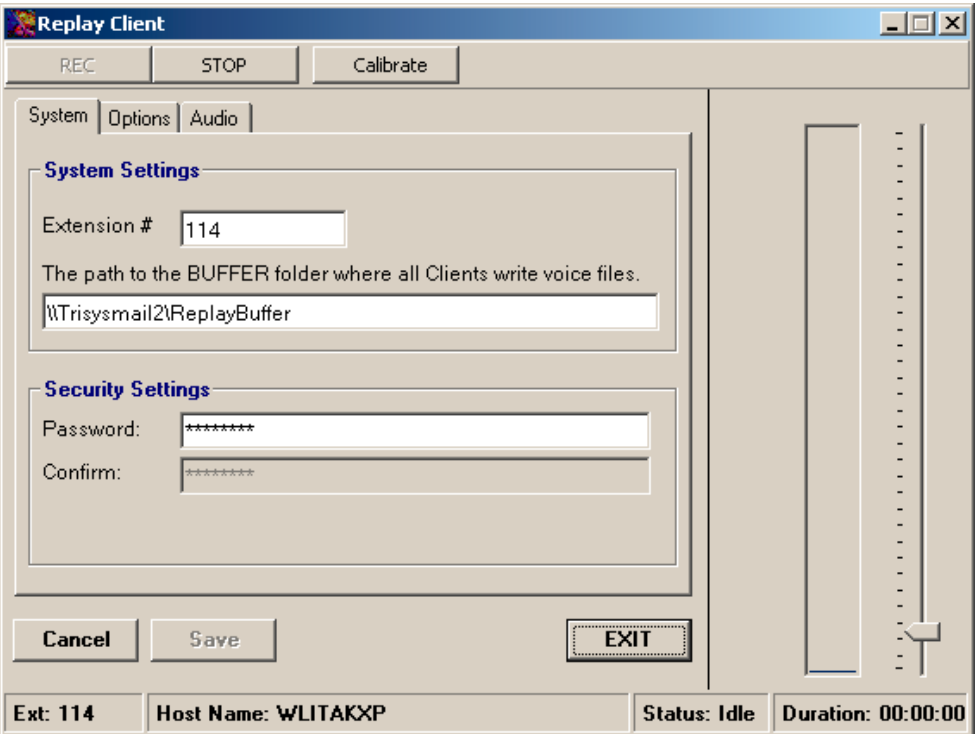 Replay Client
REC STOP Calibrate
System Options Audio
System Settings
Extension # 114
The path to the BUFFER folder where all Clients write voice files.
\\Trisysmail2\ReplayBuffer
Security Settings
Password: ********
Confirm: ********
Cancel Save EXIT
Ext: 114 Host Name: WLITAKXP Status: Idle Duration: 00:00:00